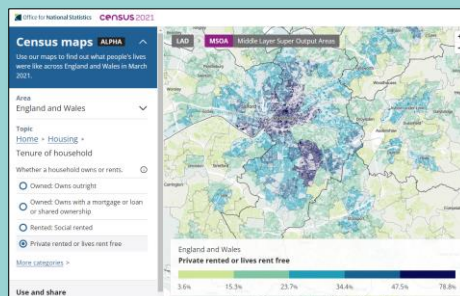 Office for National Statistics census 2021
Census maps ALPHA
Use our maps to find out what people's lives
were like across England and Wales in March
2021.
Area
England and Wales
Topic
Home Housing
Tenure of household
Whether a household owns or rents.
Owned: Owns outright
Owned: Owns with a mortgage or loan
or shared ownership
Rented: Social rented
Private rented or lives rent free
More categories
Use and share
LAD MSOA Middle Layer Super Output Areas
England and Wales
Private rented or lives rent free
3.6% 15.3% 23.7% 34.4% 47.5% 78.8%